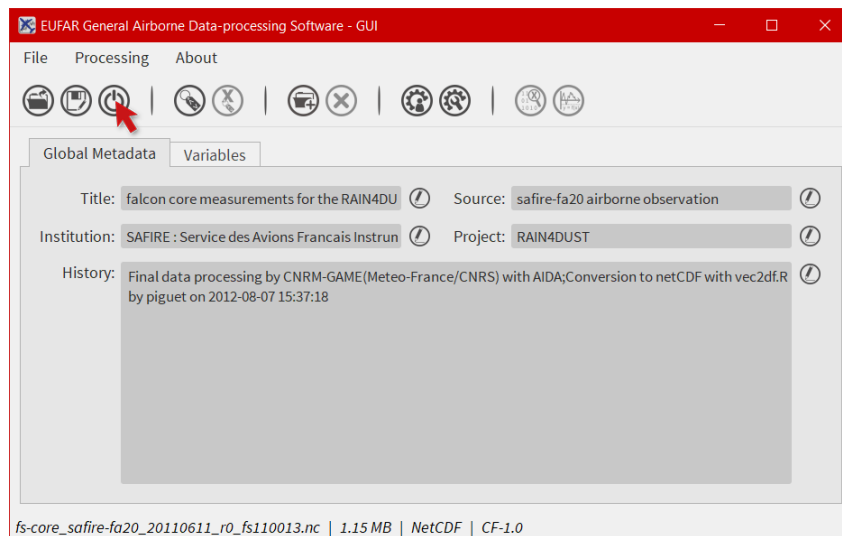 EUFAR General Airborne Data-processing Software - GUI
File Processing About
Global Metadata Variables
Title: falcon core measurements for the RAIN4DU Source: safire-fa20 airborne observation
Institution: SAFIRE : Service des Avions Francais Instrun Project: RAIN4DUST
History: Final data processing by CNRM-GAME(Meteo-France/CNRS) with AIDA;Conversion to netCDF with vec2df.R
by piguet on 2012-08-07 15:37:18
fs-core_safire-fa20_20110611_r0_fs110013.nc | 1.15 MB | NetCDF | CF-1.0